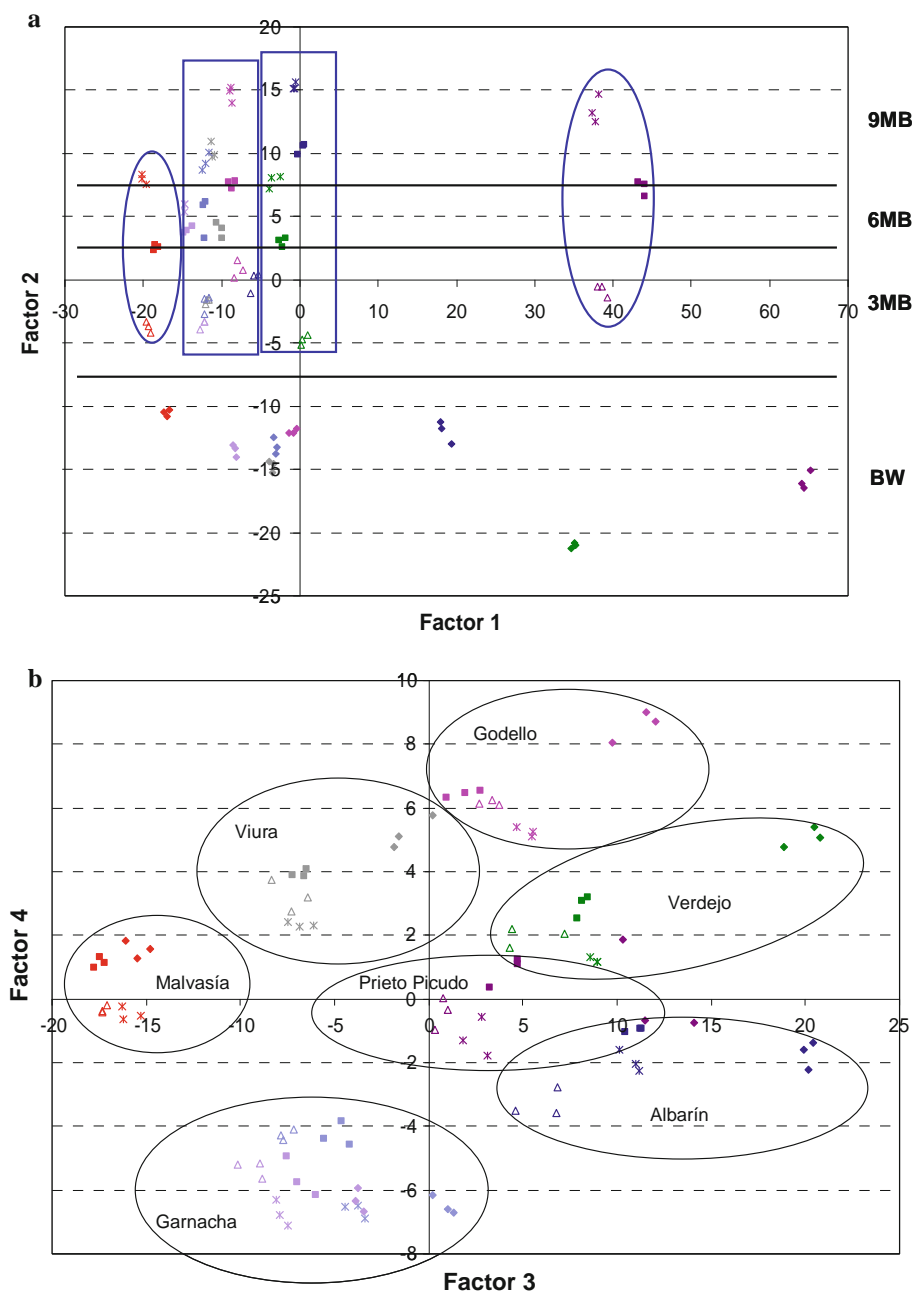 a
20
15
10
5
0
-5
-10
-15
-20
-25
-30
-20
-10
0
10
20
30
40
50
60
70
Factor 2
Factor 1
9MB
6MB
3MB
BW
b
10
8
6
4
2
0
-2
-4
-6
-8
-20
-15
-10
-5
0
5
10
15
20
25
Factor 4
Factor 3
Godello
Viura
Verdejo
Malvasía
Prieto Picudo
Albarín
Garnacha